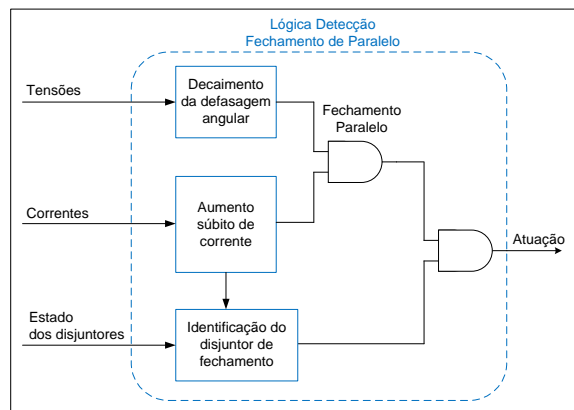 Lógica Detecção
Fechamento de Paralelo
Tensões
Decaimento
da defasagem
angular
Fechamento
Paralelo
Correntes
Aumento
súbito de
corrente
Atuação
Estado
dos disjuntores
Identificação do
disjuntor de
fechamento